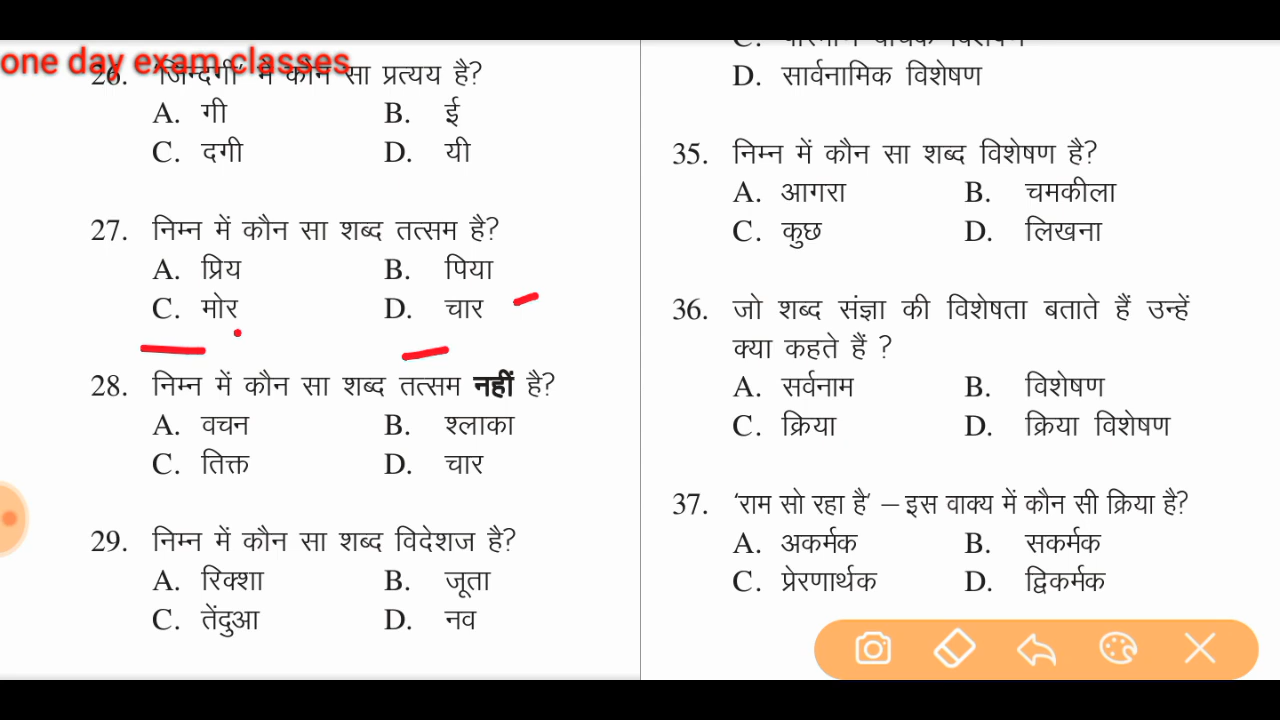 one day exam classes
26. 'जिन्दगी' में कौन सा प्रत्यय है?
A. गी B. ई
C. दगी D. यी
27. निम्न में कौन सा शब्द तत्सम है?
A. प्रिय B. पिया
C. मोर D. चार
28. निम्न में कौन सा शब्द तत्सम नहीं है?
A. वचन B. श्लाका
C. तिक्त D. चार
29. निम्न में कौन सा शब्द विदेशज है?
A. रिक्शा B. जूता
C. तेंदुआ D. नव
D. सार्वनामिक विशेषण
35. निम्न में कौन सा शब्द विशेषण है?
A. आगरा B. चमकीला
C. कुछ D. लिखना
36. जो शब्द संज्ञा की विशेषता बताते हैं उन्हें
क्या कहते हैं ?
A. सर्वनाम B. विशेषण
C. क्रिया D. क्रिया विशेषण
37. 'राम सो रहा है' – इस वाक्य में कौन सी क्रिया है?
A. अकर्मक B. सकर्मक
C. प्रेरणार्थक D. द्विकर्मक